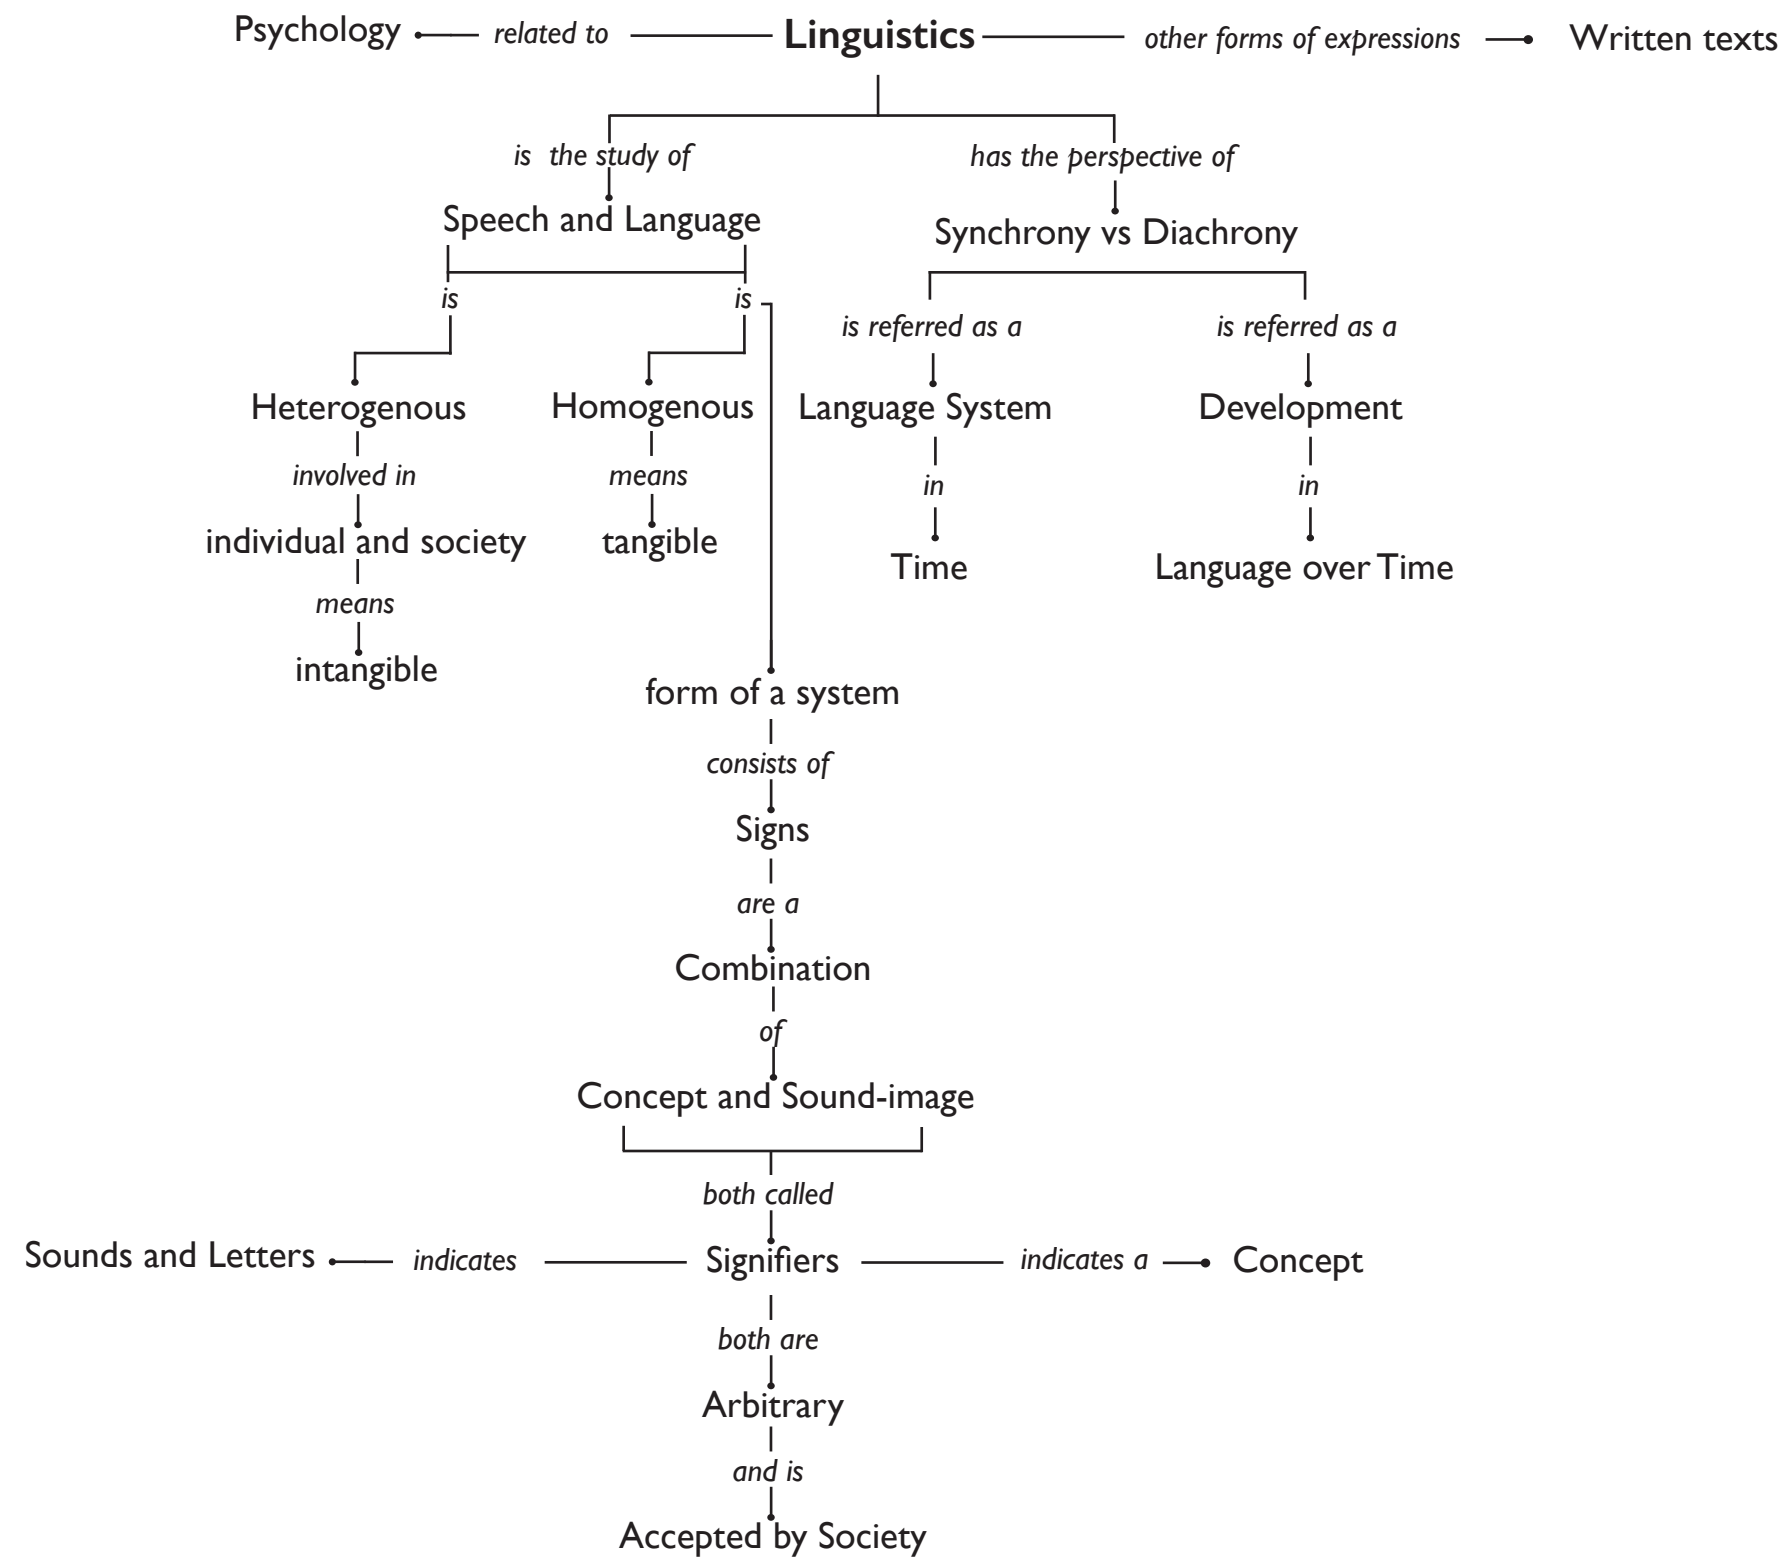 Psychology related to Linguistics other forms of expressions Written texts
is the study of has the perspective of
Speech and Language Synchrony vs Diachrony
is is
is referred as a is referred as a
Heterogenous Homogenous Language System Development
involved in means in in
individual and society tangible Time Language over Time
means
intangible
form of a system
consists of
Signs
are a
Combination
of
Concept and Sound-image
both called
Sounds and Letters indicates Signifiers indicates a Concept
both are
Arbitrary
and is
Accepted by Society